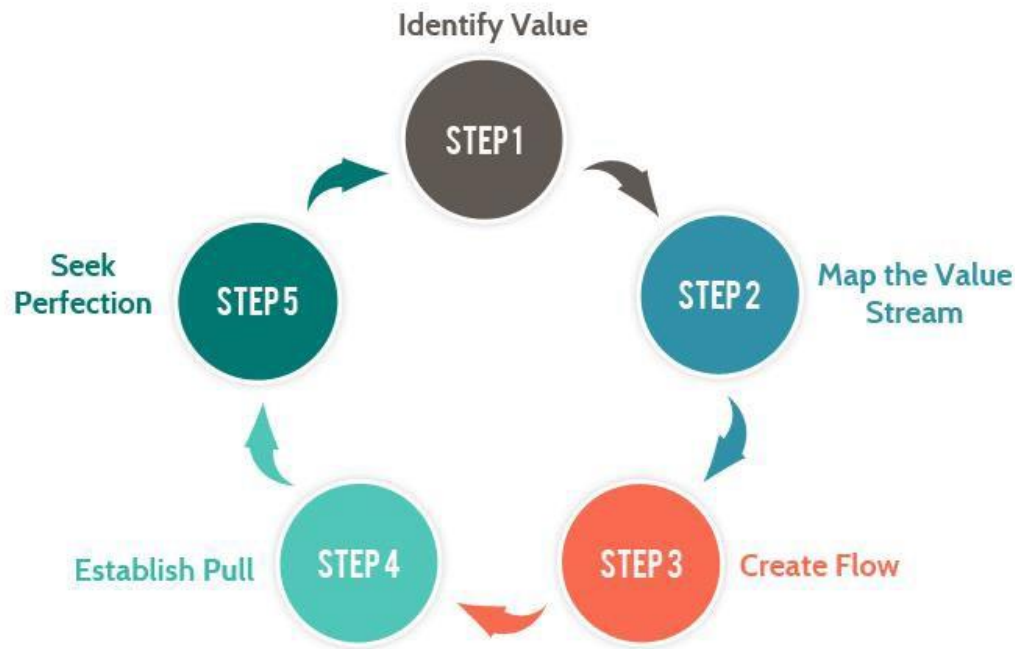 Identify Value
STEP 1
STEP 2
Map the Value
Stream
STEP 3
Create Flow
STEP 4
Establish Pull
STEP 5
Seek
Perfection